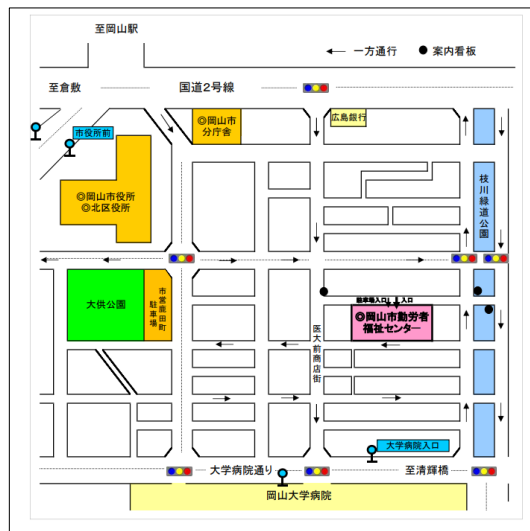 至岡山駅
一方通行
案内看板
至倉敷
国道2号線
市役所前
◎岡山市
分庁舎
広島銀行
◎岡山市役所
◎北区役所
枝川緑道公園
大供公園
市営鹿田町
駐車場
駐車場入口
入口
◎岡山市勤労者
福祉センター
医大前商店街
大学病院入口
大学病院通り
至清輝橋
岡山大学病院